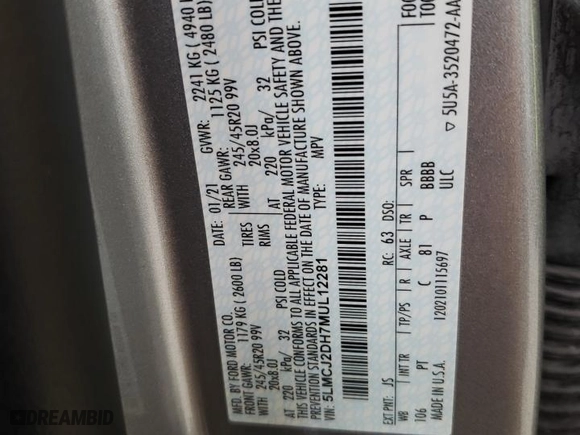 MFD. BY FORD MOTOR CO.
DATE: 01/21 GVWR: 2241 KG ( 4940
FRONT GAWR: 1179 KG ( 2600 LB) REAR GAWR: 1125 KG ( 2480 LB)
WITH 245/45R20 99V TIRES WITH 245/45R20 99V
20x8.0J RIMS 20x8.0J
AT 220 kPa/ 32 PSI COLD AT 220 kPa/ 32 PSI COLD
THIS VEHICLE CONFORMS TO ALL APPLICABLE FEDERAL MOTOR VEHICLE SAFETY AND THEFT
PREVENTION STANDARDS IN EFFECT ON THE DATE OF MANUFACTURE SHOWN ABOVE.
VIN: 5LMCJ2DH7MUL12281 MPV
EXT PNT: JS RC: 63 DSO:
WB INT TR TP/PS R AXLE TR SPR
106 PT C 81 P BBBB
MADE IN U.S.A. 1202101115697 ULC
▽ 5U5A-3520472-AA
DREAMBID